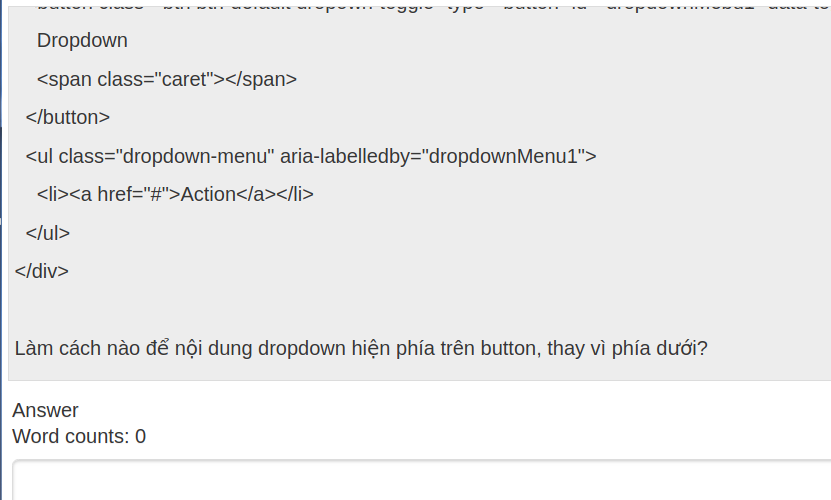 Dropdown
<span class="caret"></span>
</button>
<ul class="dropdown-menu" aria-labelledby="dropdownMenu1">
<li><a href="#">Action</a></li>
</ul>
</div>
Làm cách nào để nội dung dropdown hiện phía trên button, thay vì phía dưới?
Answer
Word counts: 0